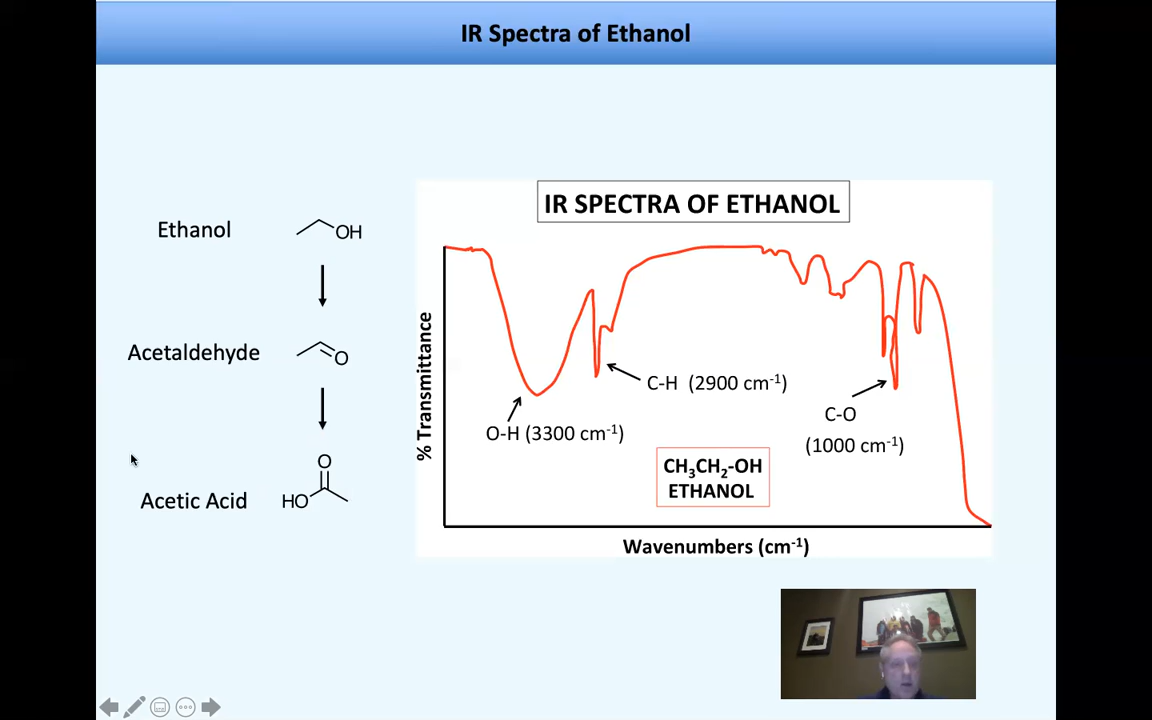 IR Spectra of Ethanol
Ethanol
OH
Acetaldehyde
O
O
Acetic Acid
HO
IR SPECTRA OF ETHANOL
% Transmittance
C-H (2900 cm⁻¹)
O-H (3300 cm⁻¹)
C-O
(1000 cm⁻¹)
CH₃CH₂-OH
ETHANOL
Wavenumbers (cm⁻¹)